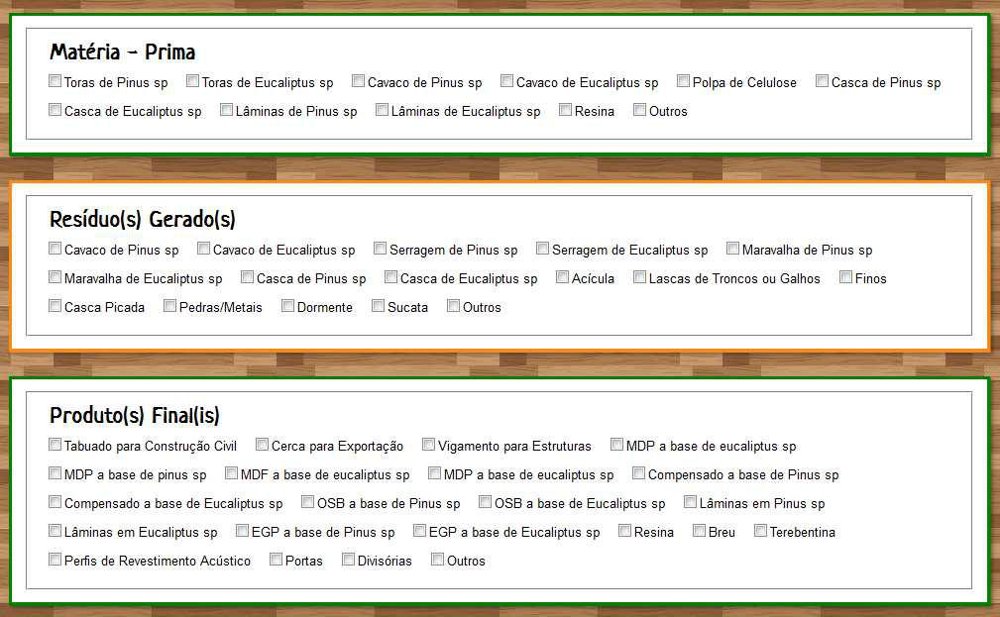 Matéria - Prima
Toras de Pinus sp Toras de Eucaliptus sp Cavaco de Pinus sp Cavaco de Eucaliptus sp Polpa de Celulose Casca de Pinus sp
Casca de Eucaliptus sp Lâminas de Pinus sp Lâminas de Eucaliptus sp Resina Outros
Resíduo(s) Gerado(s)
Cavaco de Pinus sp Cavaco de Eucaliptus sp Serragem de Pinus sp Serragem de Eucaliptus sp Maravalha de Pinus sp
Maravalha de Eucaliptus sp Casca de Pinus sp Casca de Eucaliptus sp Acícula Lascas de Troncos ou Galhos Finos
Casca Picada Pedras/Metais Dormente Sucata Outros
Produto(s) Final(is)
Tabuado para Construção Civil Cerca para Exportação Vigamento para Estruturas MDP a base de eucaliptus sp
MDP a base de pinus sp MDF a base de eucaliptus sp MDP a base de eucaliptus sp Compensado a base de Pinus sp
Compensado a base de Eucaliptus sp OSB a base de Pinus sp OSB a base de Eucaliptus sp Lâminas em Pinus sp
Lâminas em Eucaliptus sp EGP a base de Pinus sp EGP a base de Eucaliptus sp Resina Breu Terebentina
Perfis de Revestimento Acústico Portas Divisórias Outros